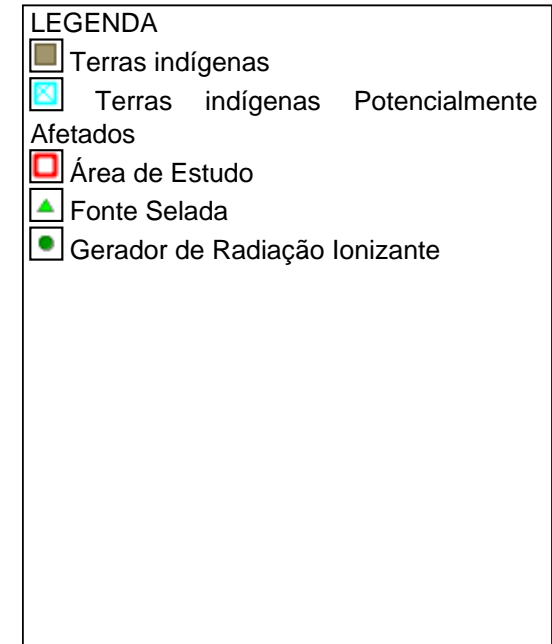 LEGENDA
Terras indígenas
Terras indígenas Potencialmente
Afetados
Área de Estudo
Fonte Selada
Gerador de Radiação Ionizante